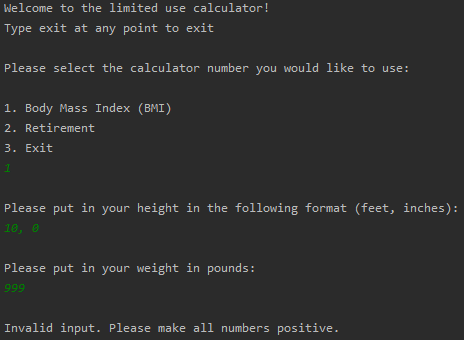 Welcome to the limited use calculator!
Type exit at any point to exit
Please select the calculator number you would like to use:
1. Body Mass Index (BMI)
2. Retirement
3. Exit
1
Please put in your height in the following format (feet, inches):
10, 0
Please put in your weight in pounds:
999
Invalid input. Please make all numbers positive.